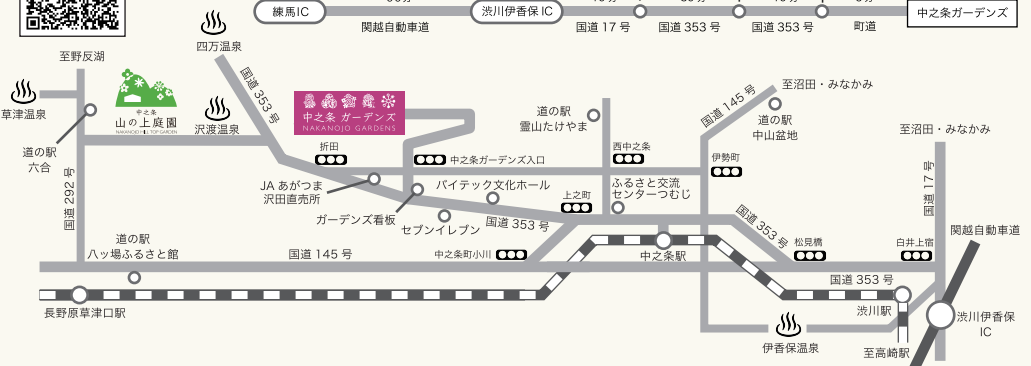 練馬IC
関越自動車道
渋川伊香保 IC
国道 17 号
国道 353 号
国道 353 号
町道
中之条ガーデンズ
至野反湖
四万温泉
草津温泉
中之条
山の上庭園
NAKANOJO HILL TOP GARDEN
沢渡温泉
国道 353 号
中之条 ガーデンズ
NAKANOJO GARDENS
道の駅
霊山たけやま
国道 145 号
至沼田・みなかみ
道の駅
中山盆地
至沼田・みなかみ
道の駅
六合
折田
中之条ガーデンズ入口
西中之条
伊勢町
国道 292 号
JA あがつま
沢田直売所
バイテック文化ホール
ふるさと交流
センターつむじ
上之町
国道 17 号
ガーデンズ看板
セブンイレブン
国道 353 号
国道 353 号
関越自動車道
道の駅
八ッ場ふるさと館
国道 145 号
中之条町小川
中之条駅
松見橋
白井上宿
国道 353 号
長野原草津口駅
渋川駅
渋川伊香保
IC
伊香保温泉
至高崎駅